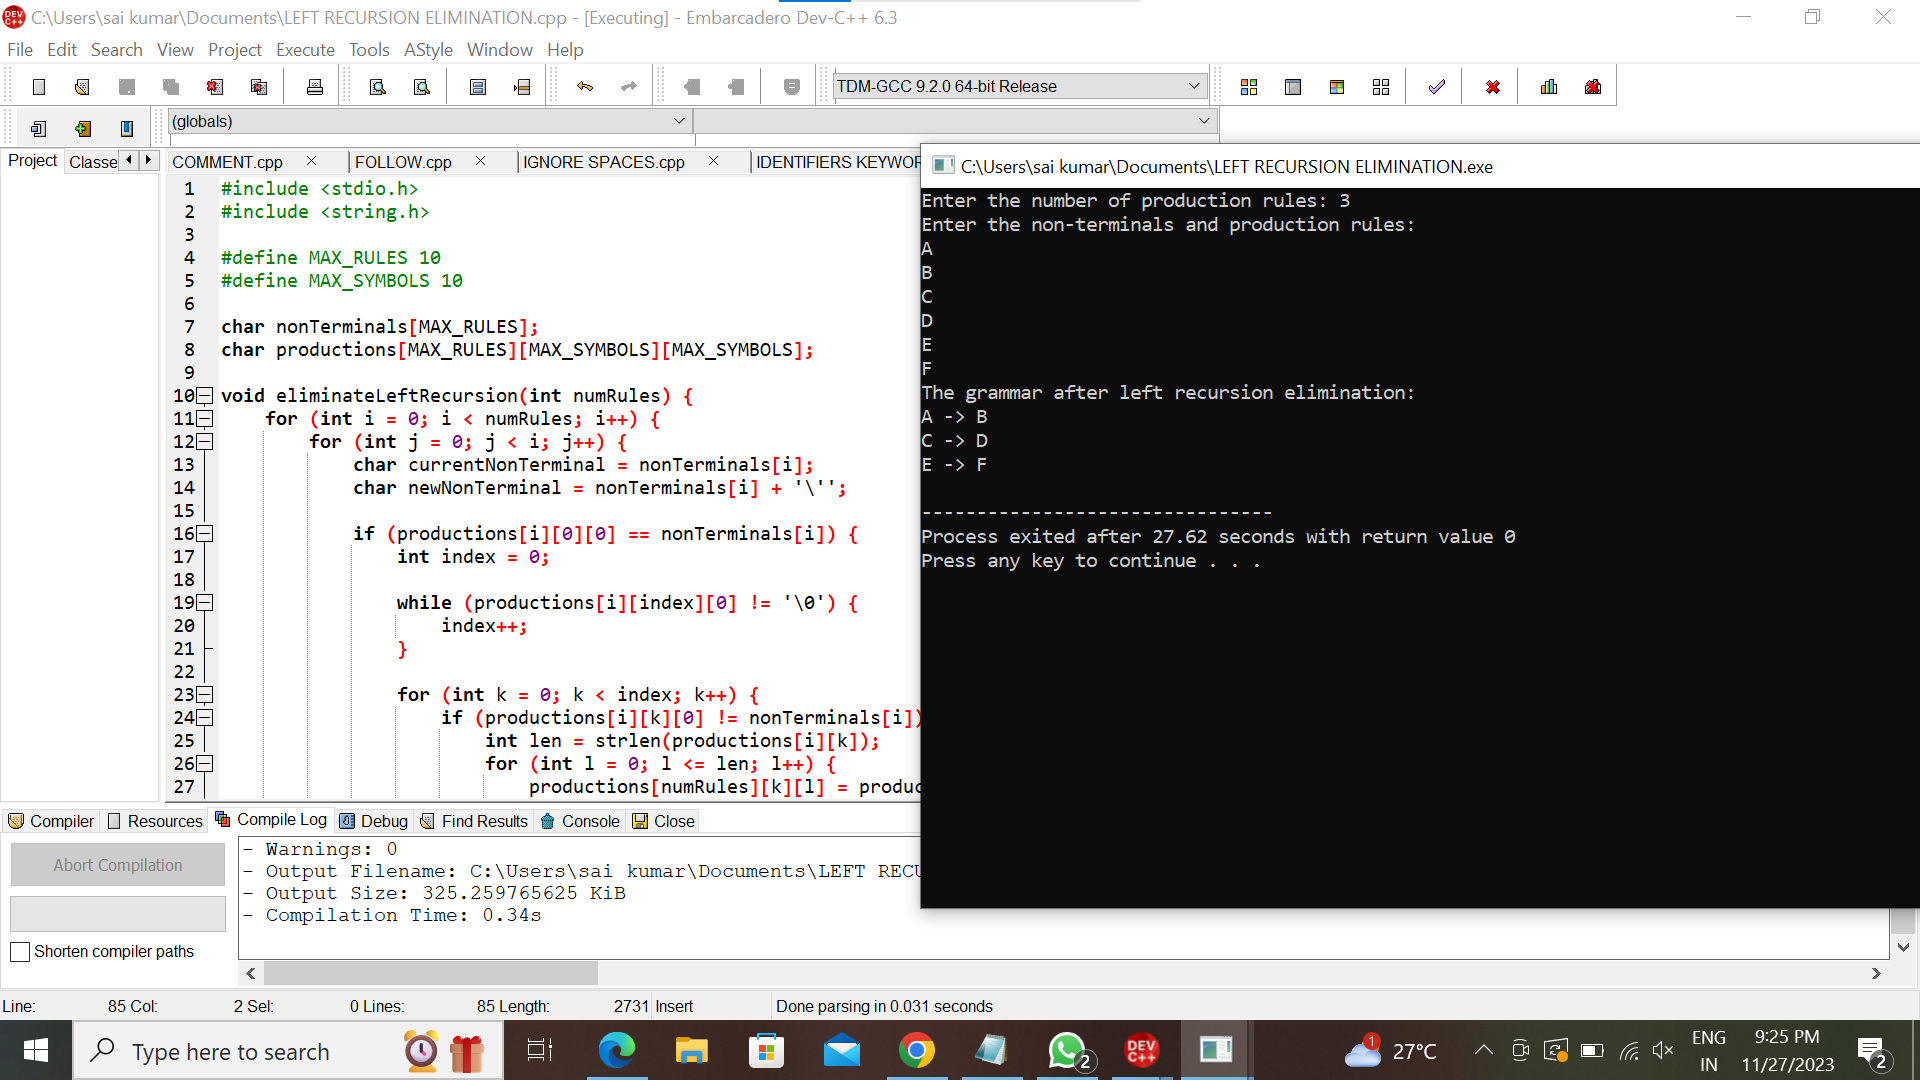 C:\Users\sai kumar\Documents\LEFT RECURSION ELIMINATION.cpp - [Executing] - Embarcadero Dev-C++ 6.3
File Edit Search View Project Execute Tools AStyle Window Help
TDM-GCC 9.2.0 64-bit Release
(globals)
Project Classe
COMMENT.cpp FOLLOW.cpp IGNORE SPACES.cpp IDENTIFIERS KEYWOR
1 #include <stdio.h>
2 #include <string.h>
3
4 #define MAX_RULES 10
5 #define MAX_SYMBOLS 10
6
7 char nonTerminals[MAX_RULES];
8 char productions[MAX_RULES][MAX_SYMBOLS][MAX_SYMBOLS];
9
10 void eliminateLeftRecursion(int numRules) {
11 for (int i = 0; i < numRules; i++) {
12 for (int j = 0; j < i; j++) {
13 char currentNonTerminal = nonTerminals[i];
14 char newNonTerminal = nonTerminals[i] + '\'';
15
16 if (productions[i][0][0] == nonTerminals[i]) {
17 int index = 0;
18
19 while (productions[i][index][0] != '\0') {
20 index++;
21 }
22
23 for (int k = 0; k < index; k++) {
24 if (productions[i][k][0] != nonTerminals[i])
25 int len = strlen(productions[i][k]);
26 for (int l = 0; l <= len; l++) {
27 productions[numRules][k][l] = produc
C:\Users\sai kumar\Documents\LEFT RECURSION ELIMINATION.exe
Enter the number of production rules: 3
Enter the non-terminals and production rules:
A
B
C
D
E
F
The grammar after left recursion elimination:
A -> B
C -> D
E -> F
--------------------------------
Process exited after 27.62 seconds with return value 0
Press any key to continue . . .
Compiler Resources Compile Log Debug Find Results Console Close
Abort Compilation
Shorten compiler paths
- Warnings: 0
- Output Filename: C:\Users\sai kumar\Documents\LEFT RECU
- Output Size: 325.259765625 KiB
- Compilation Time: 0.34s
Line: 85 Col: 2 Sel: 0 Lines: 85 Length: 2731 Insert Done parsing in 0.031 seconds
Type here to search
2
DEV C++
1
27°C
ENG
IN
9:25 PM
11/27/2023
2